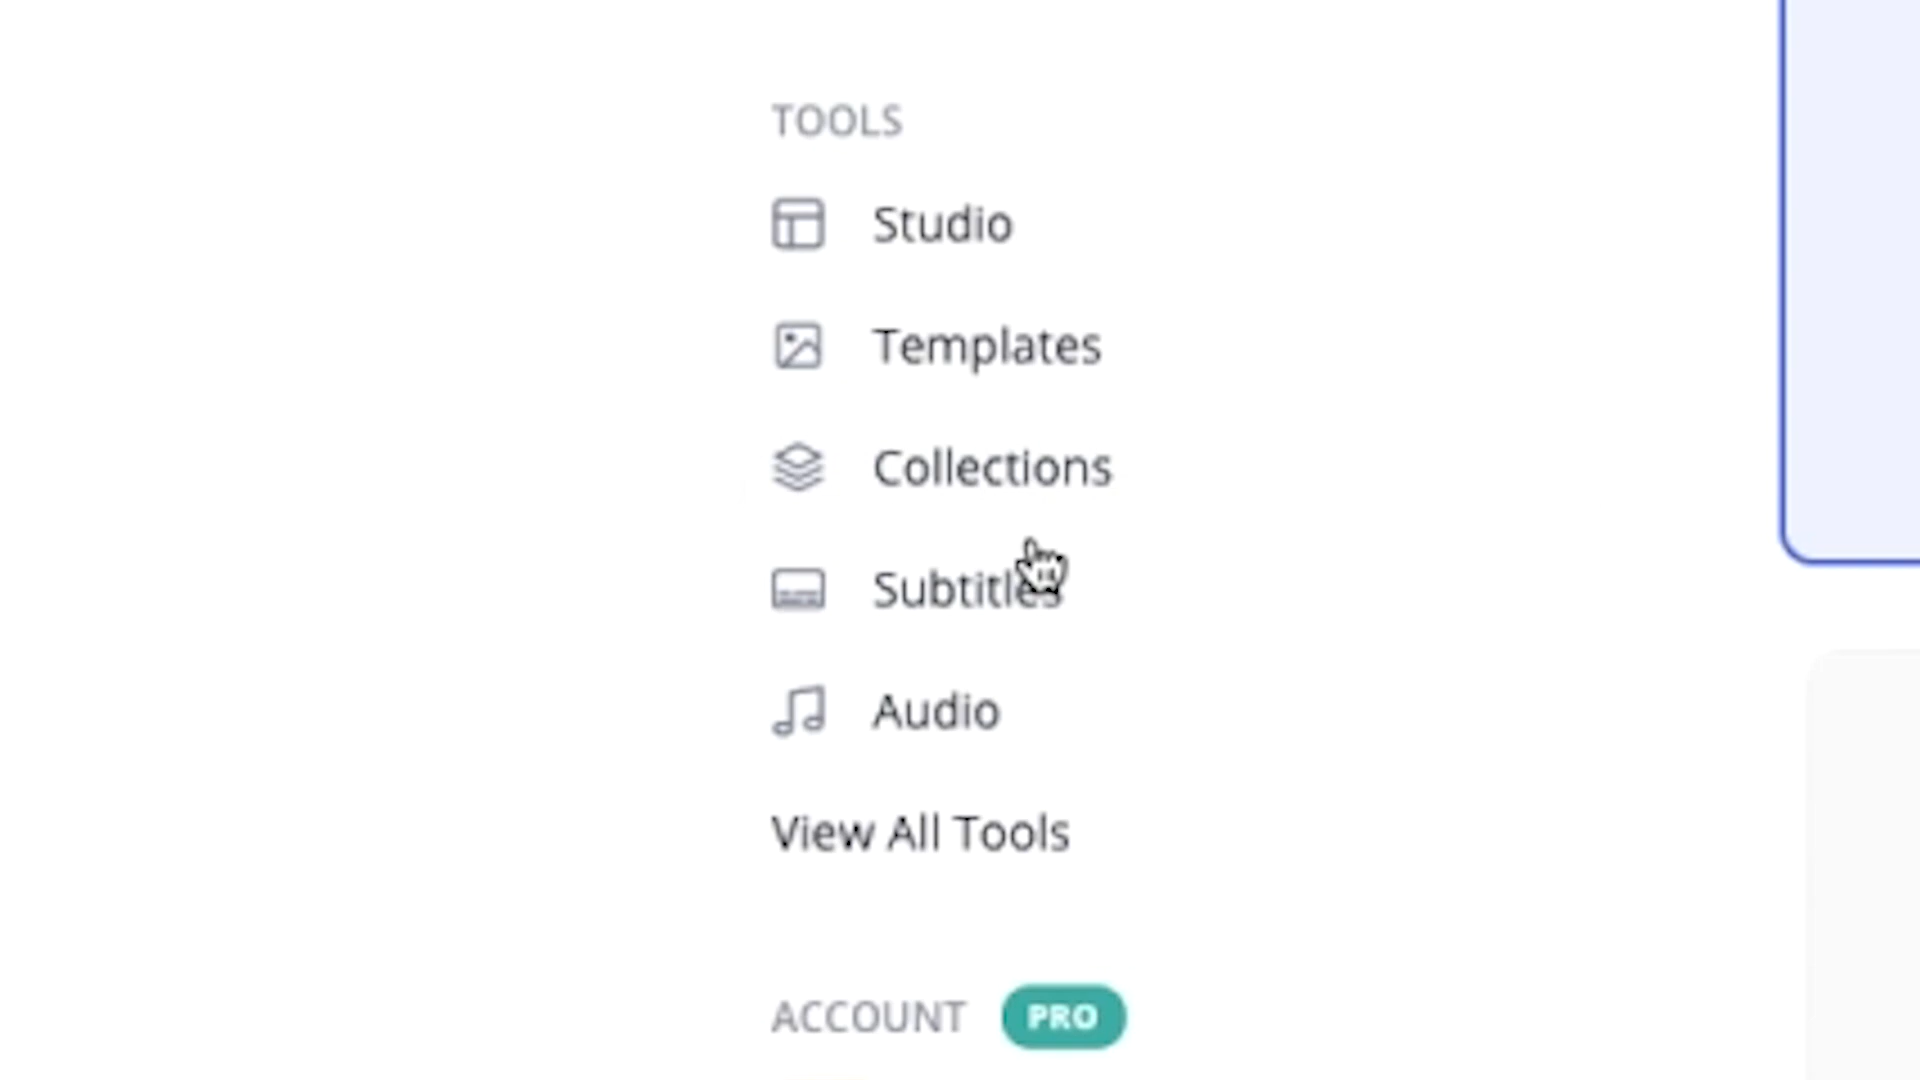 TOOLS
Studio
Templates
Collections
Subtitles
Audio
View All Tools
ACCOUNT PRO